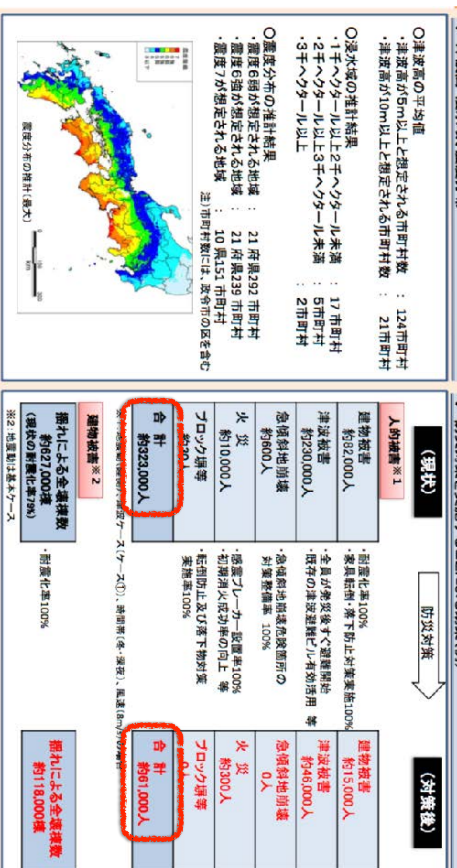 ○津波高の平均値
・津波高が5m以上と想定される市町村数 : 124市町村
・津波高が10m以上と想定される市町村数 : 21市町村
○浸水域の推計結果
・1千ヘクタール以上2千ヘクタール未満 : 17市町村
・2千ヘクタール以上3千ヘクタール未満 : 5市町村
・3千ヘクタール以上 : 2市町村
○震度分布の推計結果
・震度6弱が想定される地域 : 21府県292市町村
・震度6強が想定される地域 : 21府県239市町村
・震度7が想定される地域 : 10県151市町村
注)市町村数には、政令市の区を含む
震度分布の推計(最大)
km
(現状)
防災対策
(対策後)
人的被害※1
建物被害
約82,000人
・耐震化率100%
・家具転倒・落下防止対策実施100%
建物被害
約15,000人
津波被害
約230,000人
・全員が発災後すぐ避難開始
・既存の津波避難ビル有効活用 等
津波被害
約46,000人
急傾斜地崩壊
約600人
・急傾斜地崩壊危険箇所の
対策整備率 100%
急傾斜地崩壊
0人
火 災
約10,000人
・感震ブレーカー設置率100%
・初期消火成功率の向上 等
火 災
約300人
ブロック塀等
・転倒防止及び落下物対策
実施率100%
ブロック塀等
合 計
約323,000人
合 計
約61,000人
時間帯(冬・深夜)、風速(8m/s)
建物被害※2
揺れによる全壊棟数
約627,000棟
(現状の耐震化率79%)
・耐震化率100%
揺れによる全壊棟数
約118,000棟
※2:地震動は基本ケース